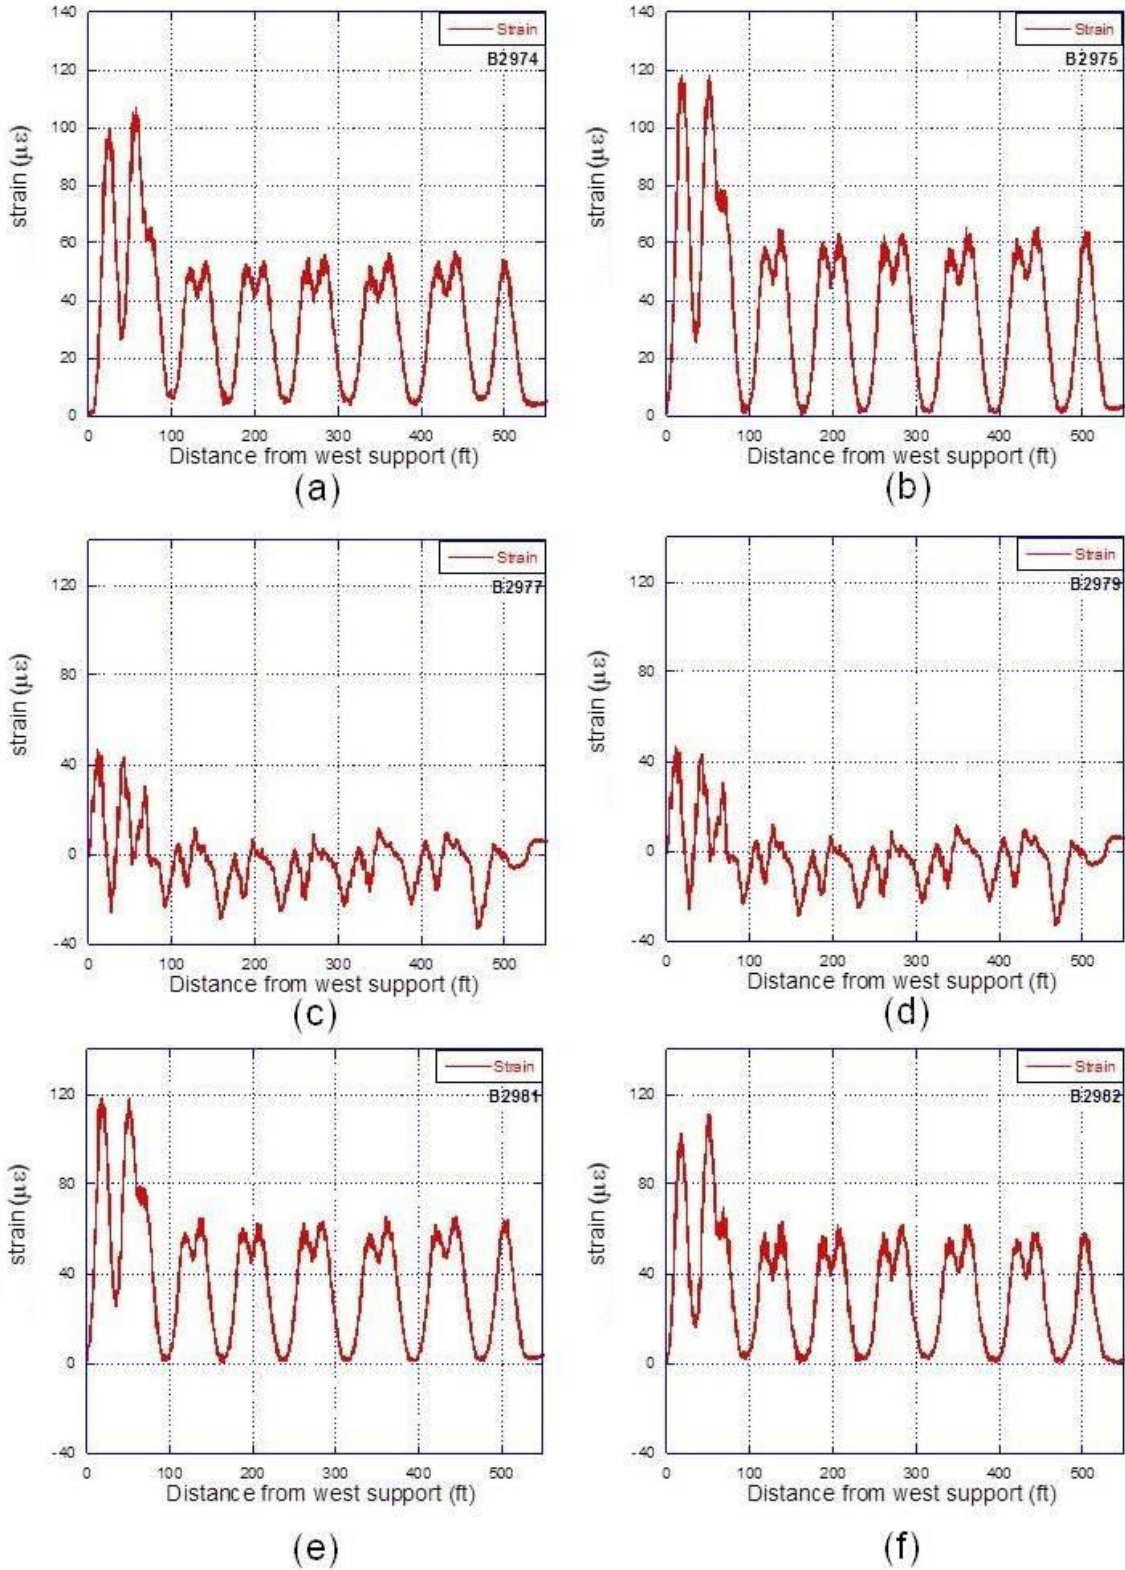 140
120
100
80
60
40
20
0
strain (με)
Strain
B2974
0 100 200 300 400 500
Distance from west support (ft)
(a)
140
120
100
80
60
40
20
0
strain (με)
Strain
B2975
0 100 200 300 400 500
Distance from west support (ft)
(b)
120
80
40
0
-40
strain (με)
Strain
B2977
0 100 200 300 400 500
Distance from west support (ft)
(c)
120
80
40
0
-40
strain (με)
Strain
B2979
0 100 200 300 400 500
Distance from west support (ft)
(d)
120
80
40
0
-40
strain (με)
Strain
B2981
0 100 200 300 400 500
Distance from west support (ft)
(e)
120
80
40
0
-40
strain (με)
Strain
B2982
0 100 200 300 400 500
Distance from west support (ft)
(f)